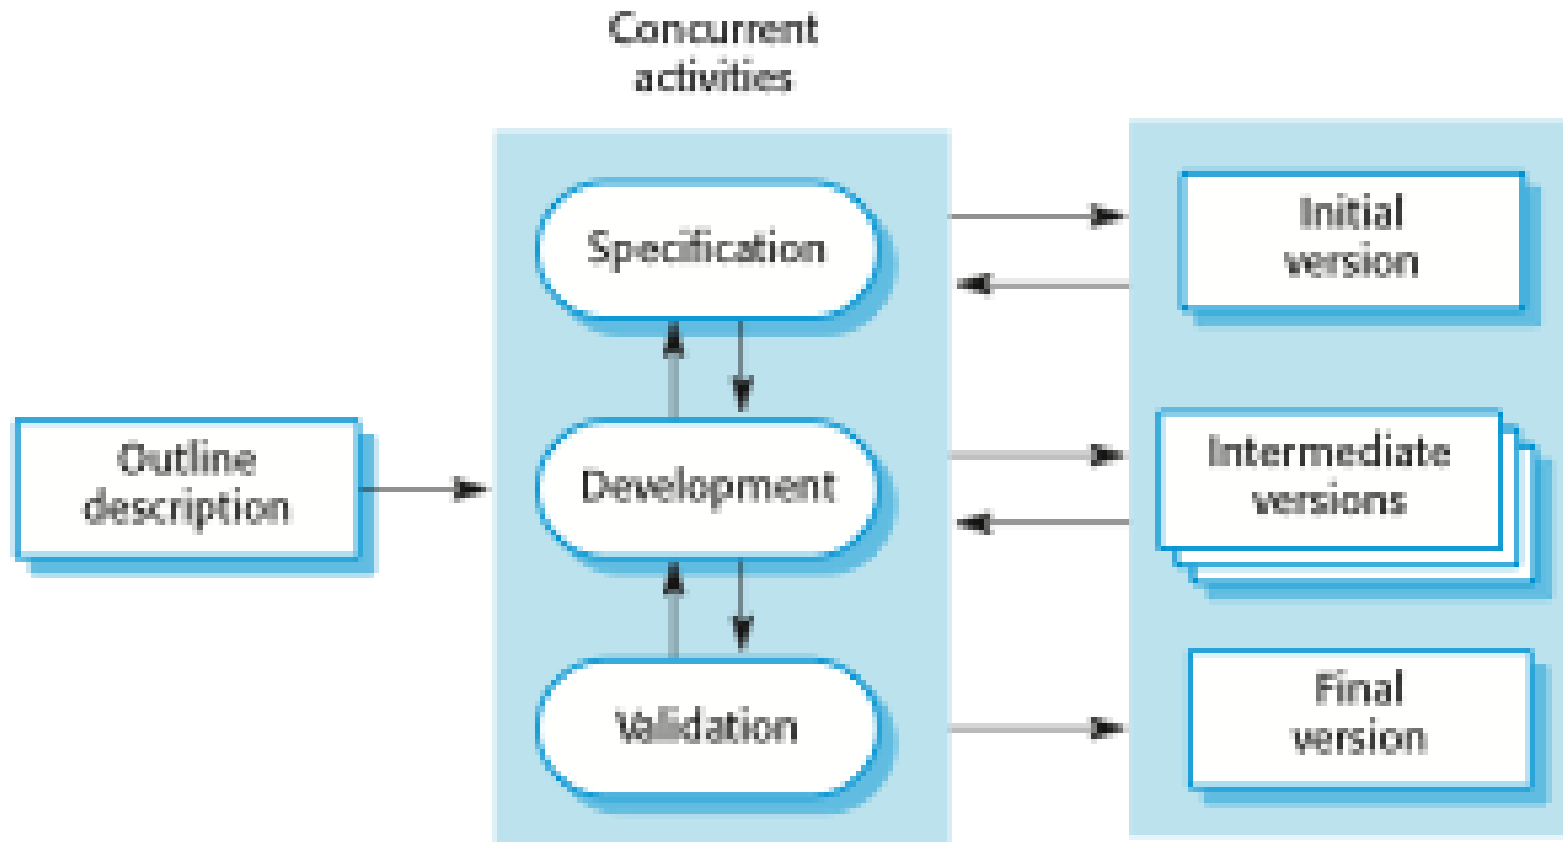 Concurrent
activities
Specification
Initial
version
Outline
description
Development
Intermediate
versions
Validation
Final
version